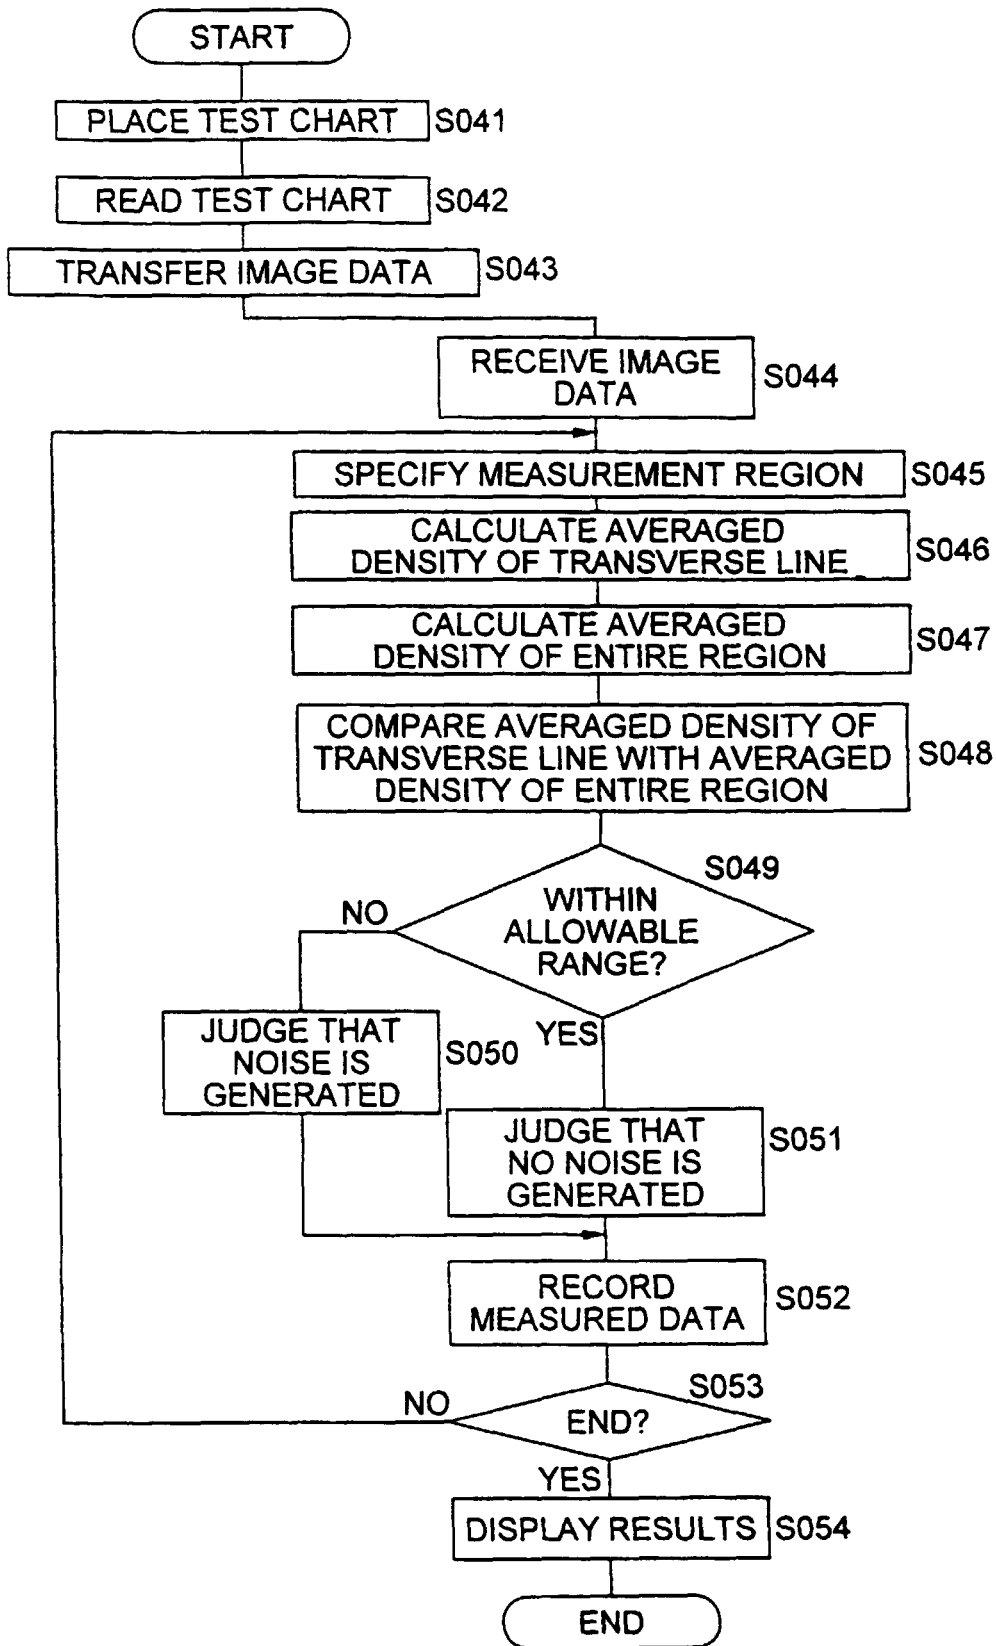 START
PLACE TEST CHART S041
READ TEST CHART S042
TRANSFER IMAGE DATA S043
RECEIVE IMAGE
DATA
S044
SPECIFY MEASUREMENT REGION S045
CALCULATE AVERAGED
DENSITY OF TRANSVERSE LINE
S046
CALCULATE AVERAGED
DENSITY OF ENTIRE REGION
S047
COMPARE AVERAGED DENSITY OF
TRANSVERSE LINE WITH AVERAGED
DENSITY OF ENTIRE REGION
S048
S049
WITHIN
ALLOWABLE
RANGE?
NO
YES
JUDGE THAT
NOISE IS
GENERATED
S050
JUDGE THAT
NO NOISE IS
GENERATED
S051
RECORD
MEASURED DATA
S052
S053
END?
NO
YES
DISPLAY RESULTS S054
END